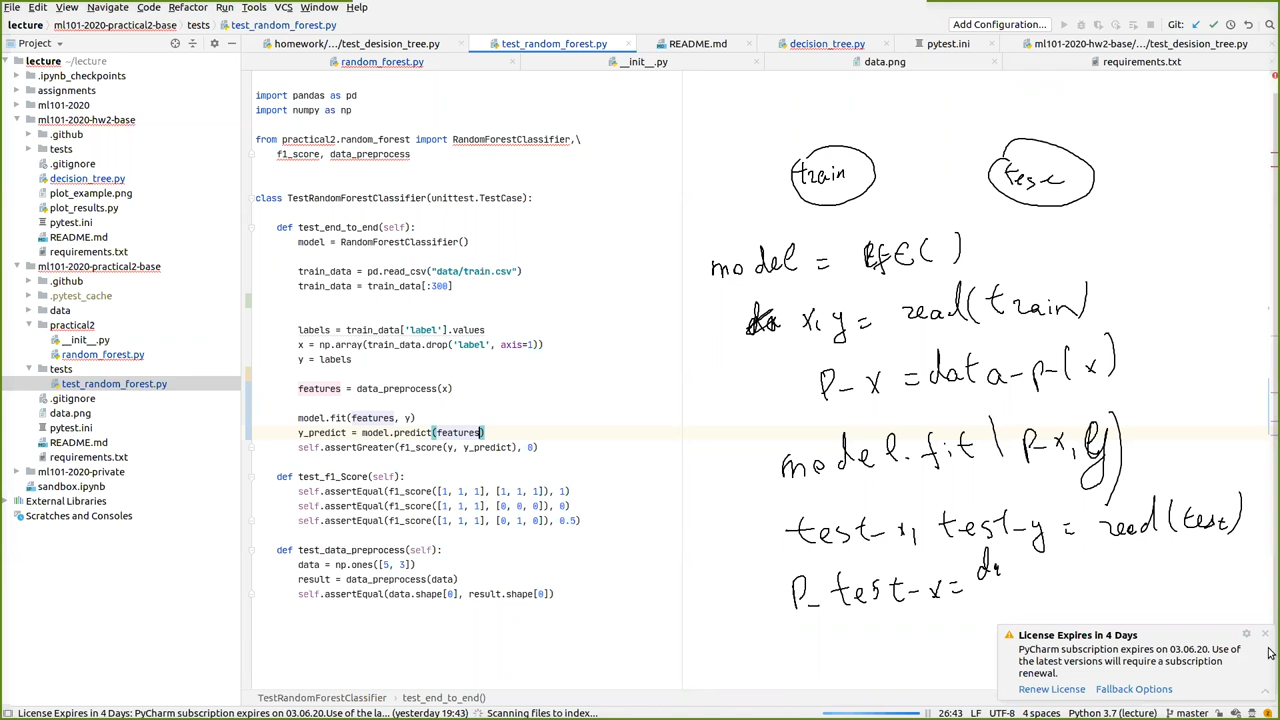 File Edit View Navigate Code Refactor Run Tools VCS Window Help
lecture ml101-2020-practical2-base tests test_random_forest.py Add Configuration... Git:
Project homework/.../test_desision_tree.py test_random_forest.py README.md decision_tree.py pytest.ini ml101-2020-hw2-base/.../test_decision_tree.py
random_forest.py __init__.py data.png requirements.txt
lecture ~/lecture
.ipynb_checkpoints
assignments
ml101-2020
ml101-2020-hw2-base
.github
tests
.gitignore
decision_tree.py
plot_example.png
plot_results.py
pytest.ini
README.md
requirements.txt
ml101-2020-practical2-base
.github
.pytest_cache
data
practical2
__init__.py
random_forest.py
tests
test_random_forest.py
.gitignore
data.png
pytest.ini
README.md
requirements.txt
ml101-2020-private
sandbox.ipynb
External Libraries
Scratches and Consoles
import pandas as pd
import numpy as np
from practical2.random_forest import RandomForestClassifier,\
f1_score, data_preprocess
class TestRandomForestClassifier(unittest.TestCase):
def test_end_to_end(self):
model = RandomForestClassifier()
train_data = pd.read_csv("data/train.csv")
train_data = train_data[:300]
labels = train_data['label'].values
x = np.array(train_data.drop('label', axis=1))
y = labels
features = data_preprocess(x)
model.fit(features, y)
y_predict = model.predict(features)
self.assertGreater(f1_score(y, y_predict), 0)
def test_f1_Score(self):
self.assertEqual(f1_score([1, 1, 1], [1, 1, 1]), 1)
self.assertEqual(f1_score([1, 1, 1], [0, 0, 0]), 0)
self.assertEqual(f1_score([1, 1, 1], [0, 1, 0]), 0.5)
def test_data_preprocess(self):
data = np.ones([5, 3])
result = data_preprocess(data)
self.assertEqual(data.shape[0], result.shape[0])
train test
model = ( )
x, y = read(train)
p_x = data_p_(x)
model.fit(p_x, y)
test_x, test_y = read(test)
p_test_x =
License Expires in 4 Days
PyCharm subscription expires on 03.06.20. Use of
the latest versions will require a subscription
renewal.
Renew License Fallback Options
TestRandomForestClassifier test_end_to_end()
License Expires in 4 Days: PyCharm subscription expires on 03.06.20.Use of the la... (yesterday 19:43) Scanning files to index... 26:43 LF UTF-8 4 spaces Python 3.7 (lecture) master